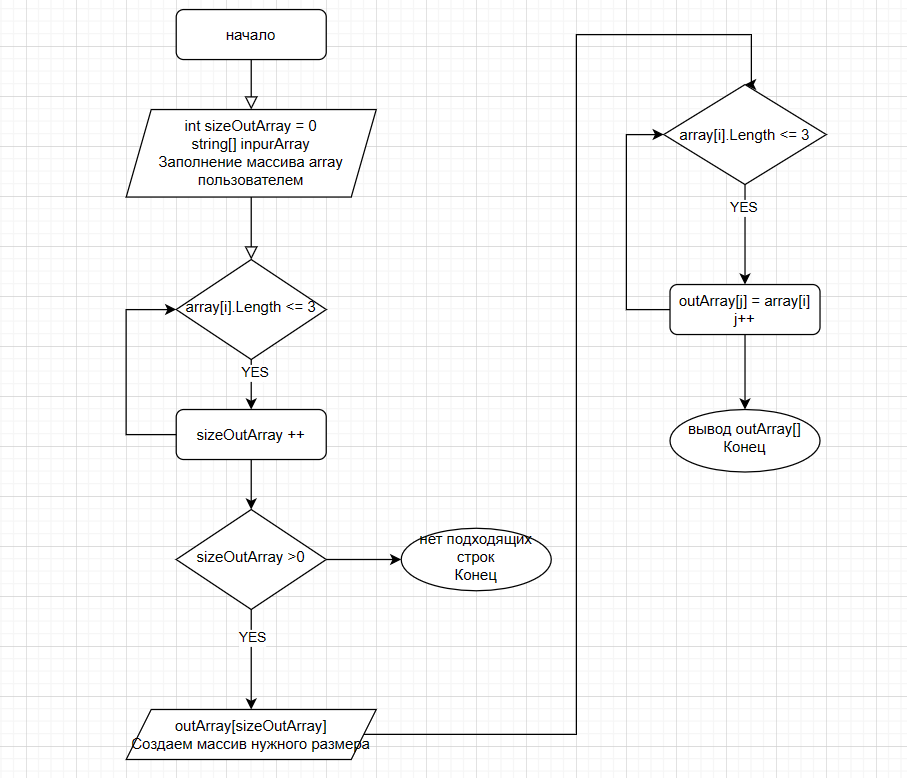 начало
int sizeOutArray = 0
string[] inpurArray
Заполнение массива array
пользователем
array[i].Length <= 3
YES
sizeOutArray ++
sizeOutArray >0
нет подходящих
строк
Конец
YES
outArray[sizeOutArray]
Создаем массив нужного размера
array[i].Length <= 3
YES
outArray[j] = array[i]
j++
вывод outArray[]
Конец